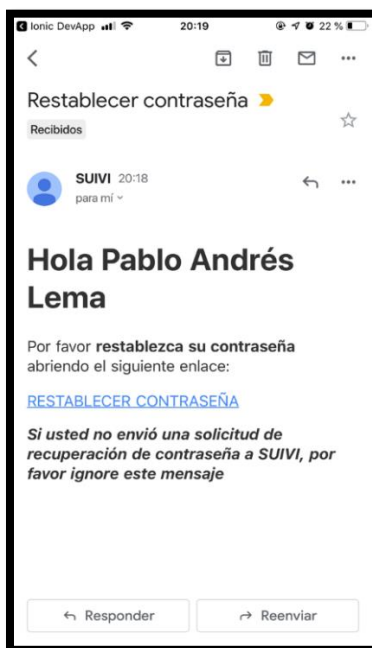 Ionic DevApp 20:19 22 %
Restablecer contraseña
Recibidos
SUIVI 20:18
para mí
Hola Pablo Andrés
Lema
Por favor restablezca su contraseña
abriendo el siguiente enlace:
RESTABLECER CONTRASEÑA
Si usted no envió una solicitud de
recuperación de contraseña a SUIVI, por
favor ignore este mensaje
Responder Reenviar